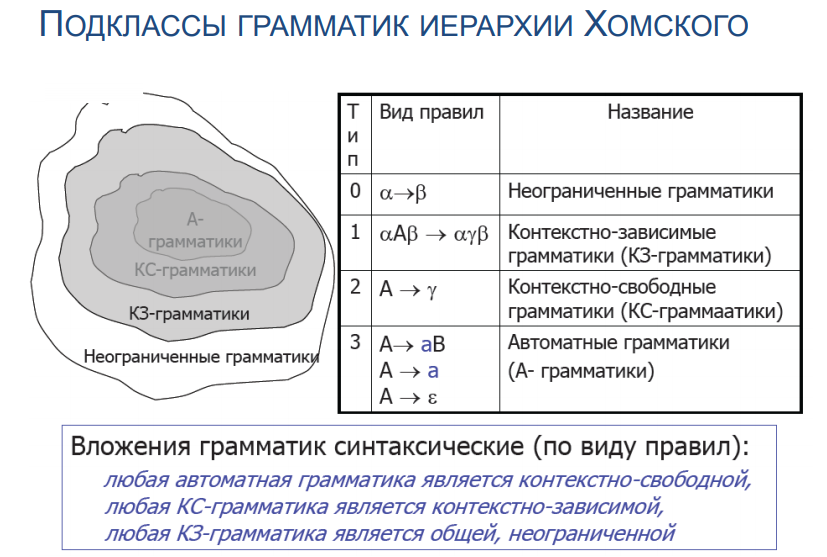 Подклассы грамматик иерархии Хомского
А-
грамматики
КС-грамматики
КЗ-грамматики
Неограниченные грамматики
Т
и
п
Вид правил
Название
0
α→β
Неограниченные грамматики
1
αAβ → αγβ
Контекстно-зависимые
грамматики (КЗ-грамматики)
2
A → γ
Контекстно-свободные
грамматики (КС-граммаатики)
3
A→ aB
A → a
A → ε
Автоматные грамматики
(А- грамматики)
Вложения грамматик синтаксические (по виду правил):
любая автоматная грамматика является контекстно-свободной,
любая КС-грамматика является контекстно-зависимой,
любая КЗ-грамматика является общей, неограниченной